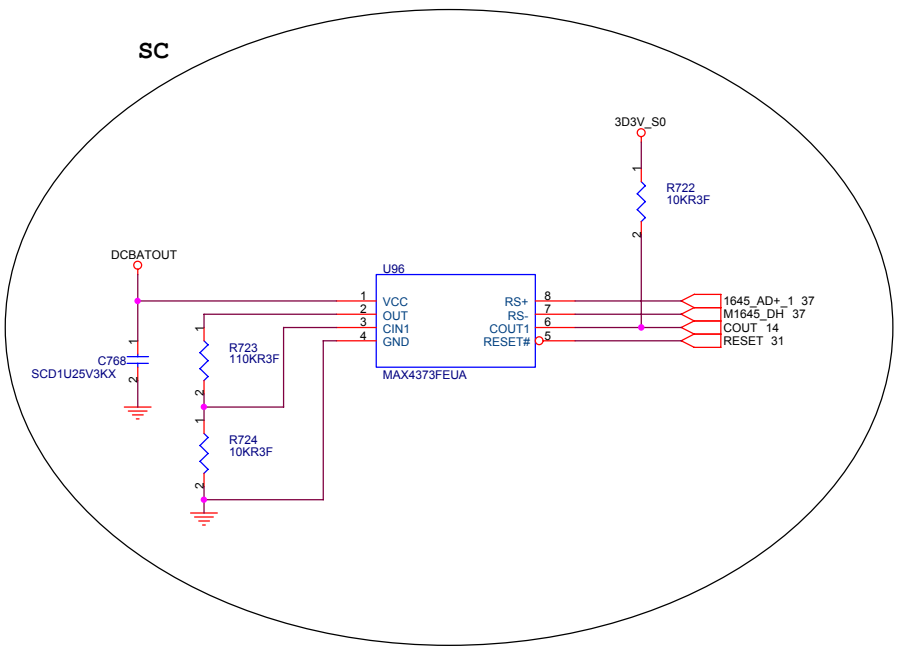 SC
3D3V_S0
1
R722
10KR3F
2
DCBATOUT
U96
1 VCC RS+ 8 1645_AD+_1 37
2 OUT RS- 7 M1645_DH 37
3 CIN1 COUT1 6 COUT 14
4 GND RESET# 5 RESET 31
MAX4373FEUA
1
C768
SCD1U25V3KX
2
1
R723
110KR3F
2
1
R724
10KR3F
2